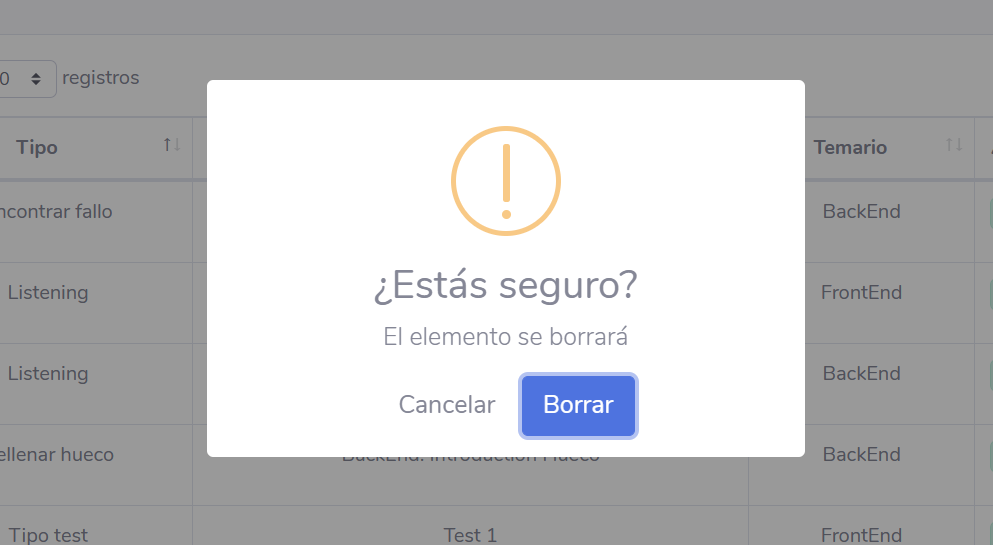 0 registros
Tipo
Temario
ncontrar fallo
BackEnd
Listening
FrontEnd
Listening
BackEnd
ellenar hueco
BackEnd: Introduction Hueco
BackEnd
Tipo test
Test 1
FrontEnd
¿Estás seguro?
El elemento se borrará
Cancelar
Borrar